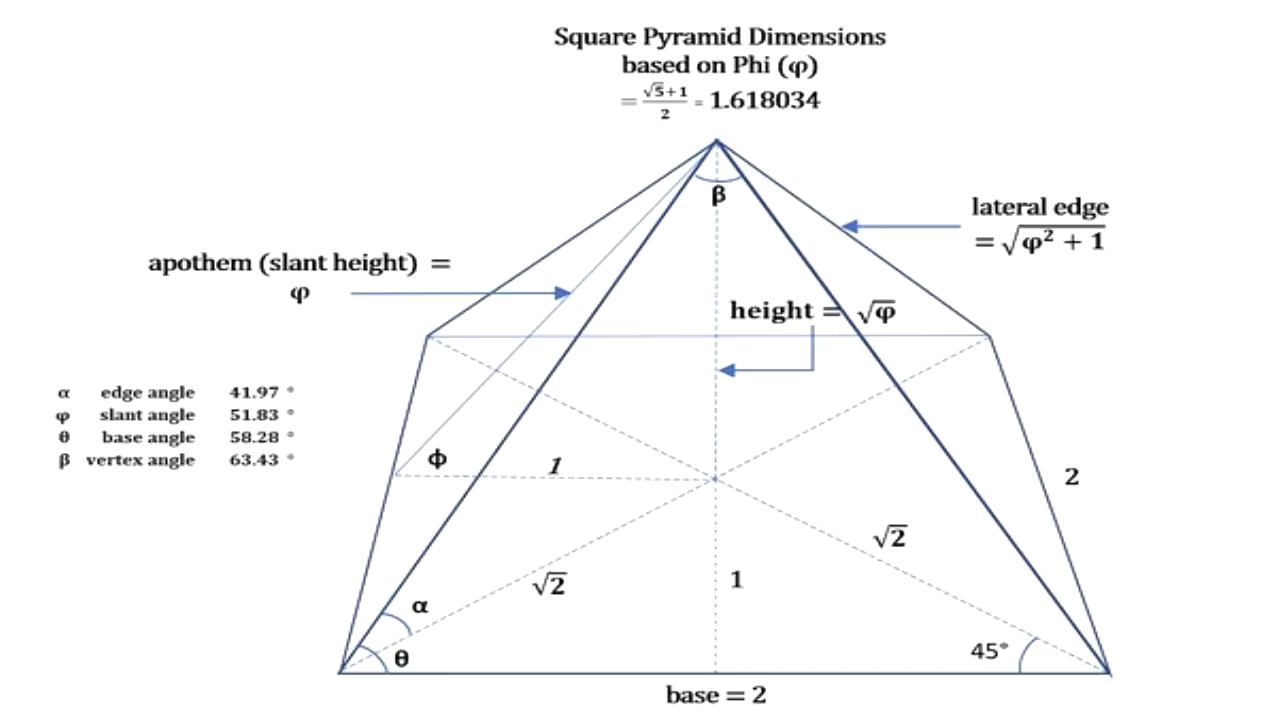 Square Pyramid Dimensions
based on Phi (φ)
= (√5+1)/2 = 1.618034
β
lateral edge
= √(φ² + 1)
apothem (slant height) =
φ
height = √φ
α edge angle 41.97 °
φ slant angle 51.83 °
θ base angle 58.28 °
β vertex angle 63.43 °
ϕ
1
2
√2
√2
1
α
θ
45°
base = 2